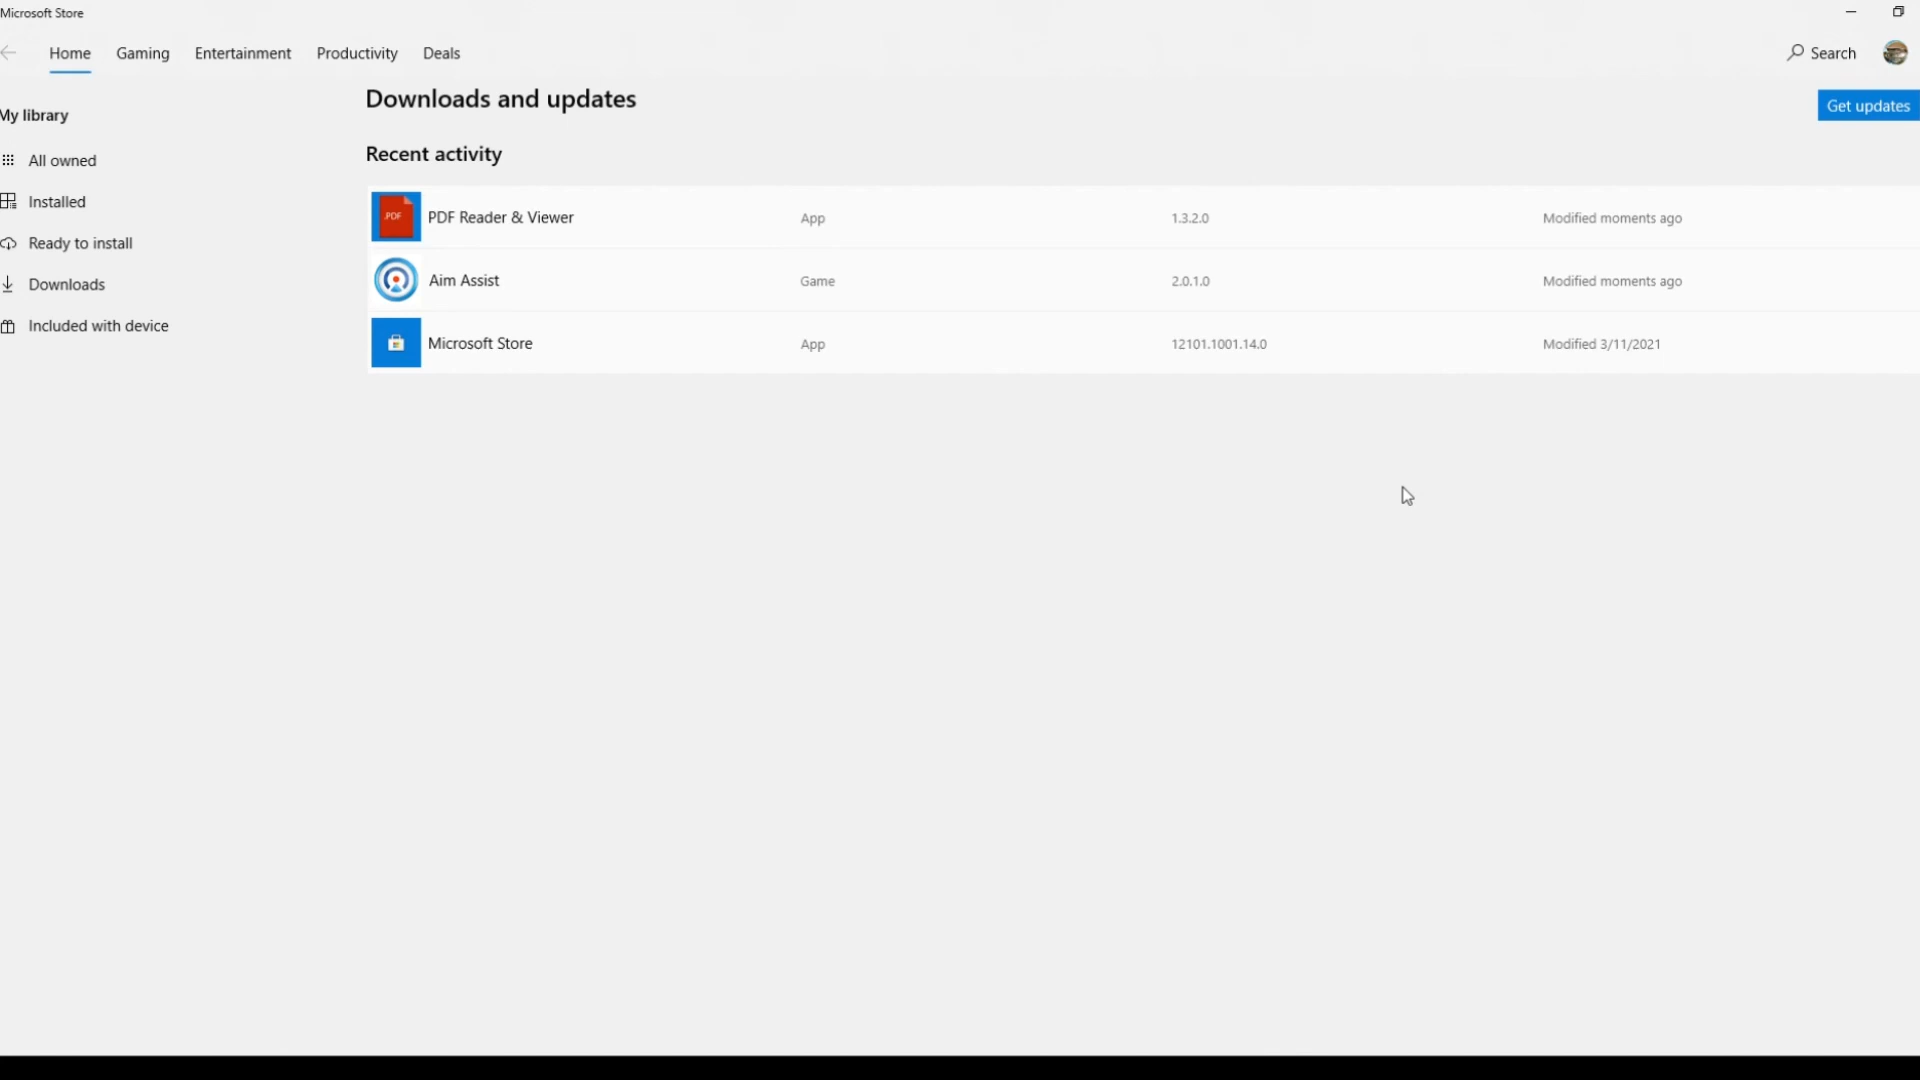 Microsoft Store
Home Gaming Entertainment Productivity Deals Search
My library
All owned
Installed
Ready to install
Downloads
Included with device
Downloads and updates
Get updates
Recent activity
.PDF PDF Reader & Viewer App 1.3.2.0 Modified moments ago
Aim Assist Game 2.0.1.0 Modified moments ago
Microsoft Store App 12101.1001.14.0 Modified 3/11/2021